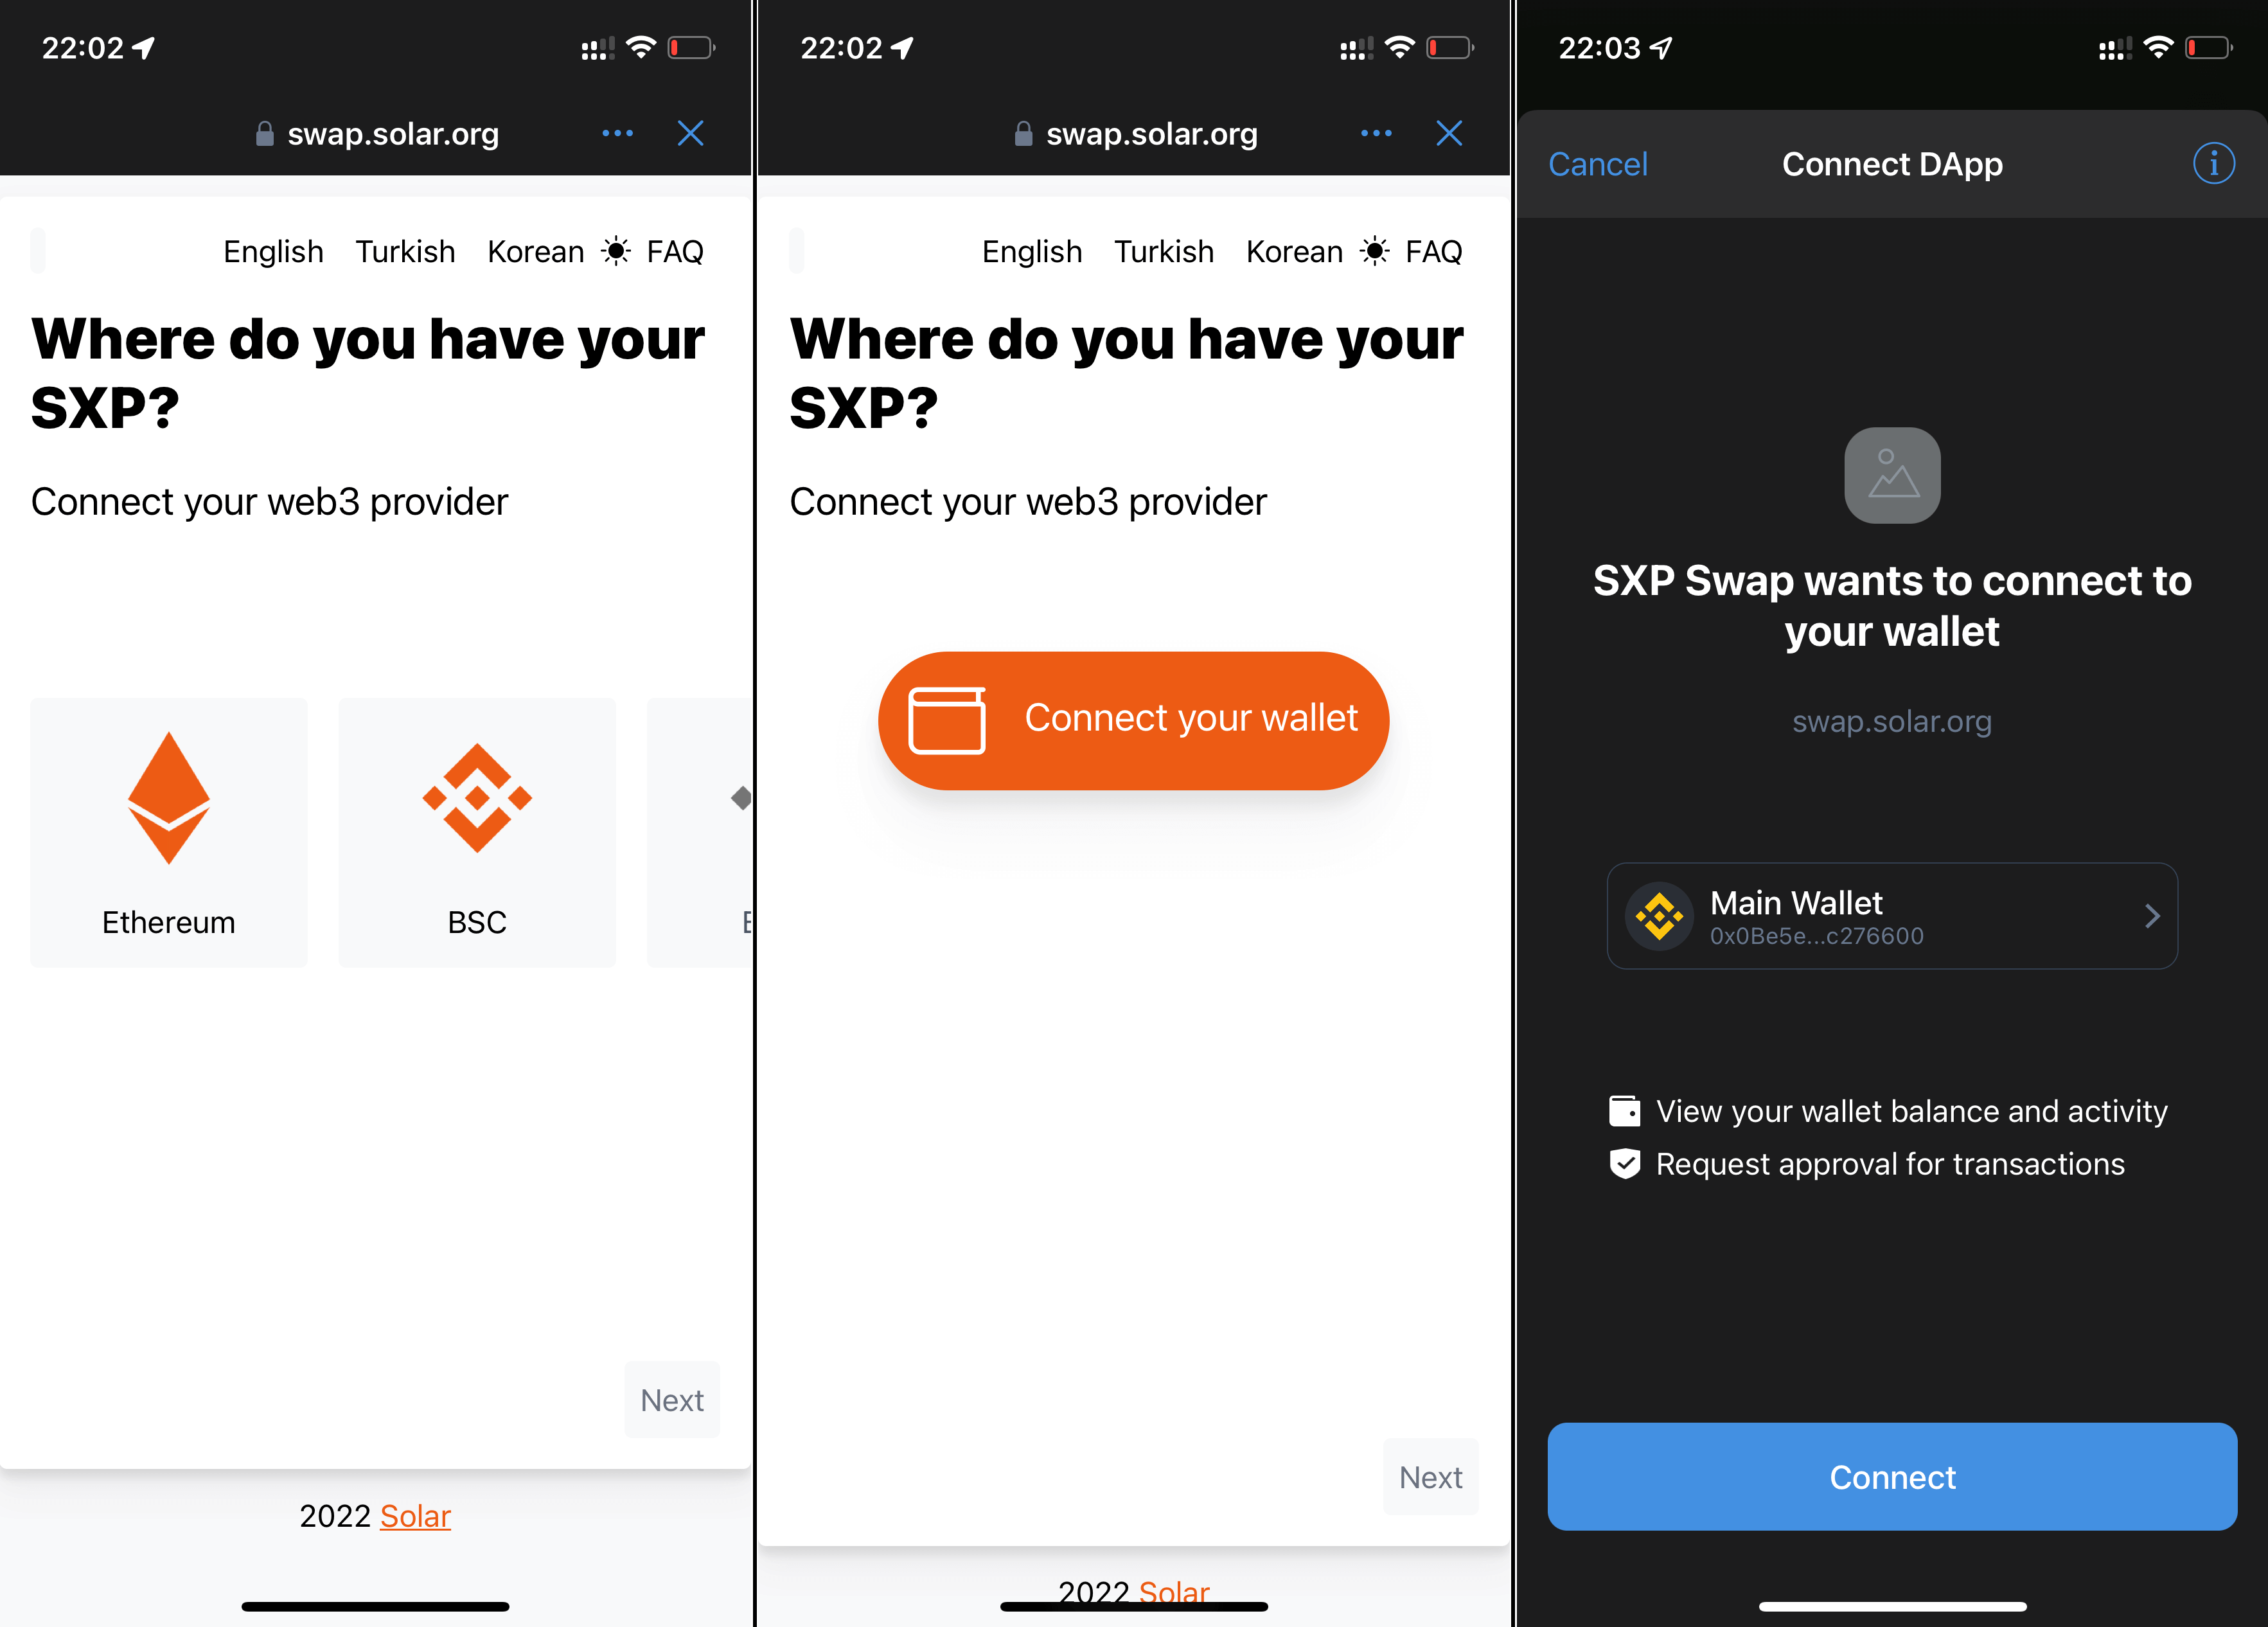 22:02
swap.solar.org
English Turkish Korean FAQ
Where do you have your
SXP?
Connect your web3 provider
Ethereum
BSC
Next
2022 Solar
22:02
swap.solar.org
English Turkish Korean FAQ
Where do you have your
SXP?
Connect your web3 provider
Connect your wallet
Next
2022 Solar
22:03
Cancel
Connect DApp
SXP Swap wants to connect to
your wallet
swap.solar.org
Main Wallet
0x0Be5e...c276600
View your wallet balance and activity
Request approval for transactions
Connect